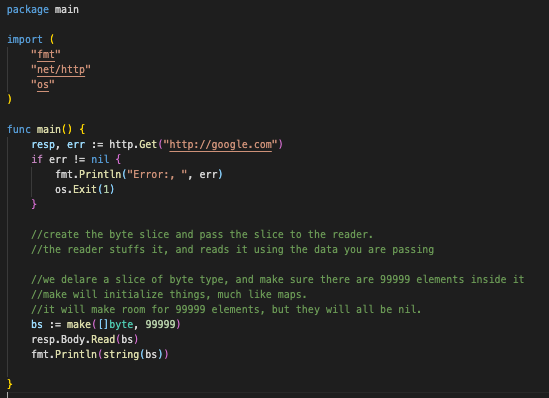 package main
import (
"fmt"
"net/http"
"os"
)
func main() {
resp, err := http.Get("http://google.com")
if err != nil {
fmt.Println("Error:, ", err)
os.Exit(1)
}
//create the byte slice and pass the slice to the reader.
//the reader stuffs it, and reads it using the data you are passing
//we delare a slice of byte type, and make sure there are 99999 elements inside it
//make will initialize things, much like maps.
//it will make room for 99999 elements, but they will all be nil.
bs := make([]byte, 99999)
resp.Body.Read(bs)
fmt.Println(string(bs))
}